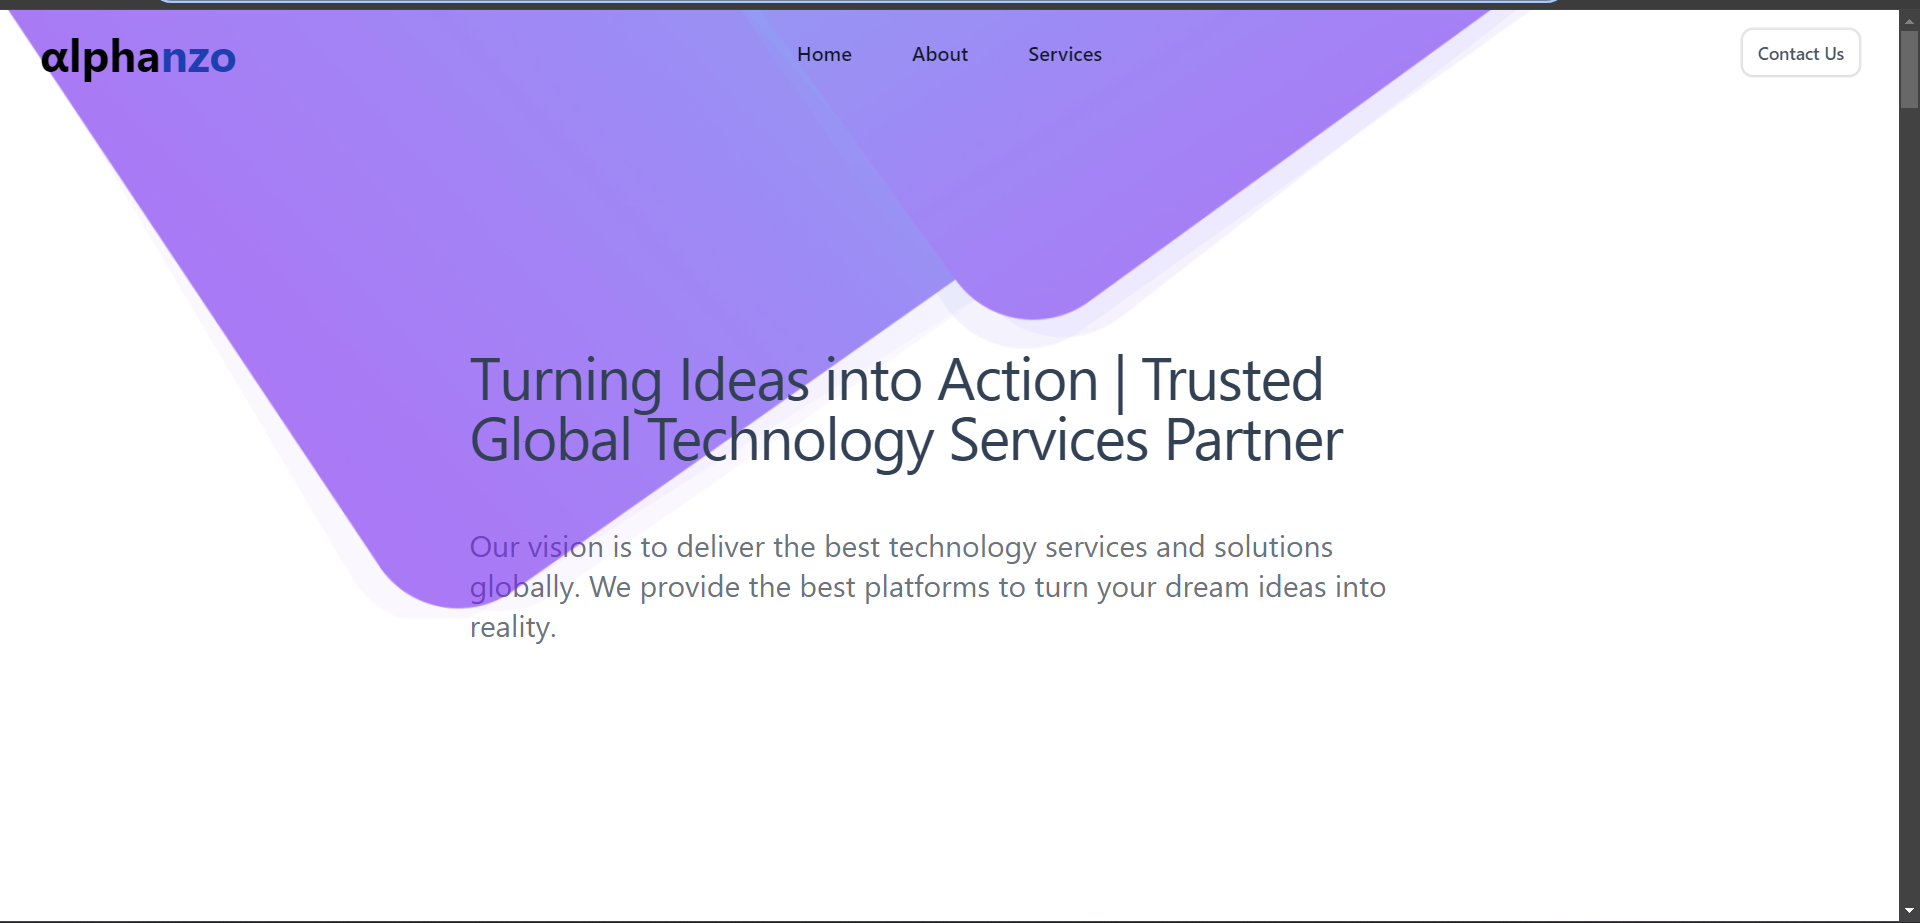 αlphanzo
Home About Services
Contact Us
Turning Ideas into Action | Trusted
Global Technology Services Partner
Our vision is to deliver the best technology services and solutions
globally. We provide the best platforms to turn your dream ideas into
reality.